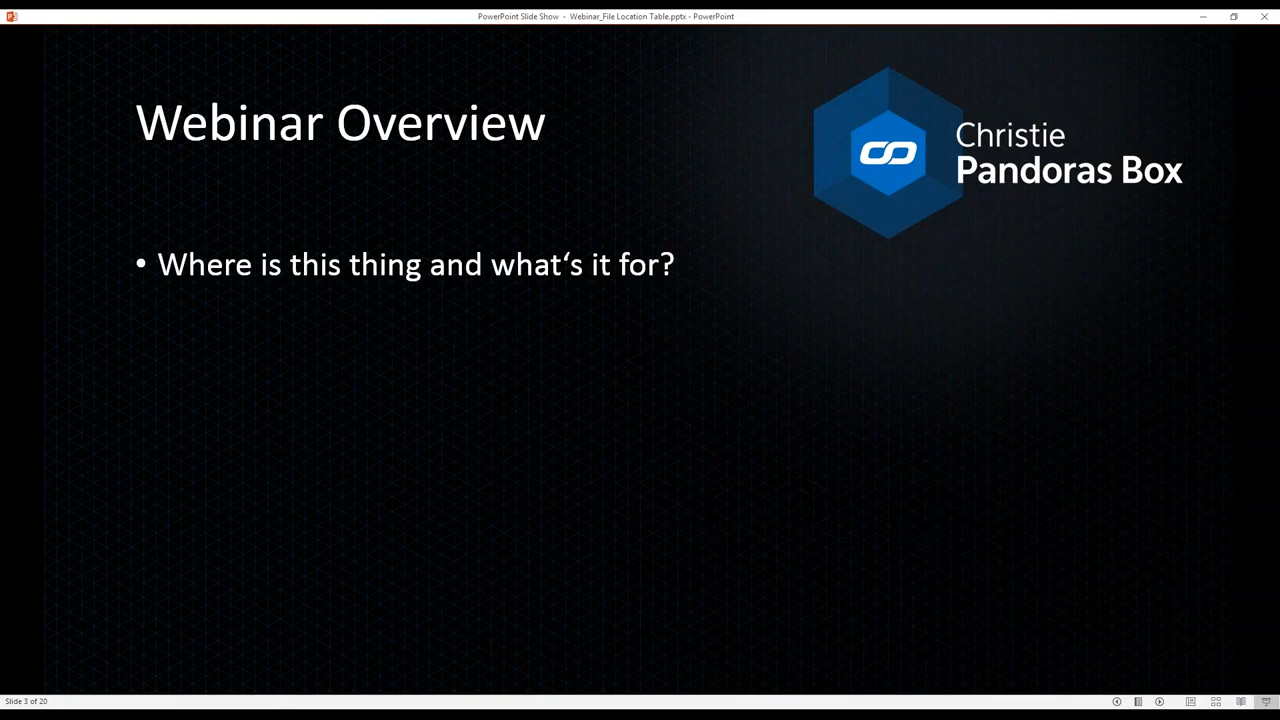 PowerPoint Slide Show - Webinar_File Location Table.pptx - PowerPoint
Webinar Overview
Christie
Pandoras Box
• Where is this thing and what‘s it for?
Slide 3 of 20